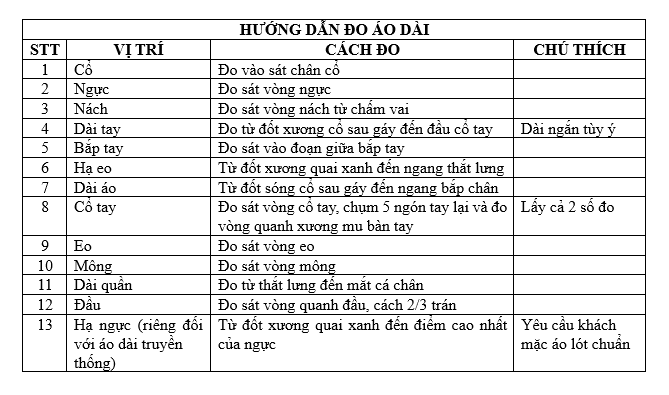 HƯỚNG DẪN ĐO ÁO DÀI
STT VỊ TRÍ CÁCH ĐO CHÚ THÍCH
1 Cổ Đo vào sát chân cổ
2 Ngực Đo sát vòng ngực
3 Nách Đo sát vòng nách từ chấm vai
4 Dài tay Đo từ đốt xương cổ sau gáy đến đầu cổ tay Dài ngắn tùy ý
5 Bắp tay Đo sát vào đoạn giữa bắp tay
6 Hạ eo Từ đốt xương quai xanh đến ngang thắt lưng
7 Dài áo Từ đốt sóng cổ sau gáy đến ngang bắp chân
8 Cổ tay Đo sát vòng cổ tay, chụm 5 ngón tay lại và đo Lấy cả 2 số đo
vòng quanh xương mu bàn tay
9 Eo Đo sát vòng eo
10 Mông Đo sát vòng mông
11 Dài quần Đo từ thắt lưng đến mắt cá chân
12 Đầu Đo sát vòng quanh đầu, cách 2/3 trán
13 Hạ ngực (riêng đối Từ đốt xương quai xanh đến điểm cao nhất Yêu cầu khách
với áo dài truyền của ngực mặc áo lót chuẩn
thống)